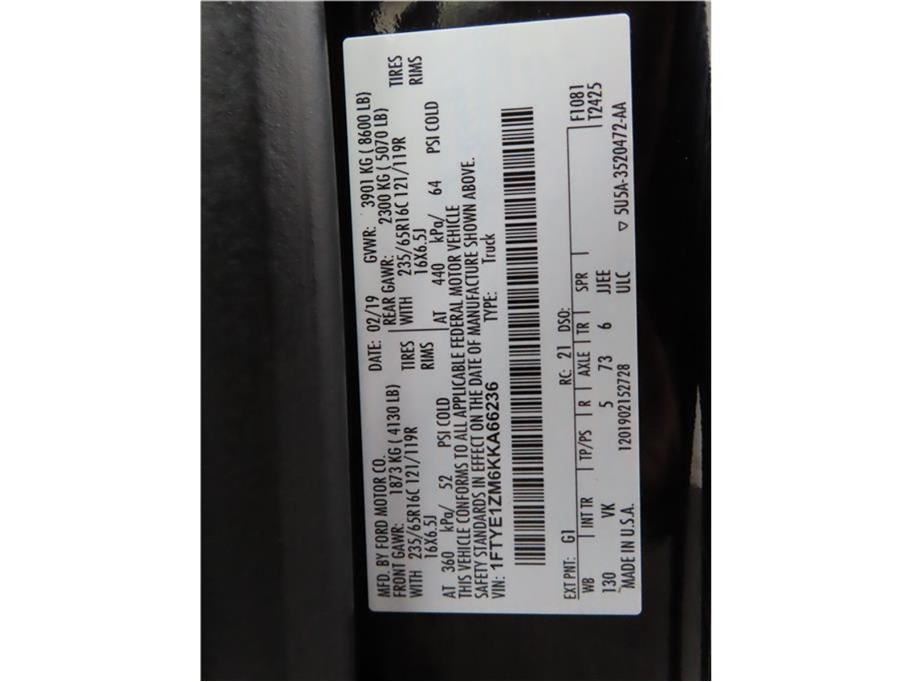 MFD. BY FORD MOTOR CO. DATE: 02/19 GVWR: 3901 KG ( 8600 LB)
FRONT GAWR: 1873 KG ( 4130 LB) REAR GAWR: 2300 KG ( 5070 LB)
WITH 235/65R16C 121/119R TIRES WITH 235/65R16C 121/119R TIRES
16X6.5J RIMS 16X6.5J RIMS
AT 360 kPa/ 52 PSI COLD AT 440 kPa/ 64 PSI COLD
THIS VEHICLE CONFORMS TO ALL APPLICABLE FEDERAL MOTOR VEHICLE
SAFETY STANDARDS IN EFFECT ON THE DATE OF MANUFACTURE SHOWN ABOVE.
VIN: 1FTYE1ZM6KKA66236 TYPE: Truck
EXT PNT: G1 RC: 21 DSO: F1081
WB INT TR TP/PS R AXLE TR SPR T2425
130 VK 5 73 6 JJEE
1201902152728 ULC
MADE IN U.S.A. ▽ 5U5A-3520472-AA